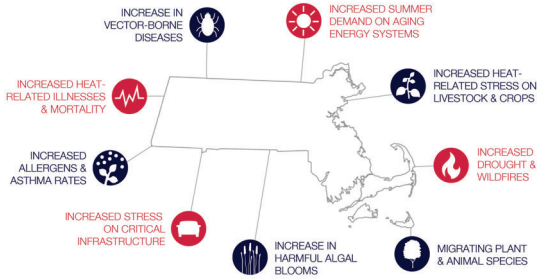 INCREASE IN
VECTOR-BORNE
DISEASES
INCREASED SUMMER
DEMAND ON AGING
ENERGY SYSTEMS
INCREASED HEAT-
RELATED ILLNESSES
& MORTALITY
INCREASED HEAT-
RELATED STRESS ON
LIVESTOCK & CROPS
INCREASED
ALLERGENS &
ASTHMA RATES
INCREASED
DROUGHT &
WILDFIRES
INCREASED STRESS
ON CRITICAL
INFRASTRUCTURE
INCREASE IN
HARMFUL ALGAL
BLOOMS
MIGRATING PLANT
& ANIMAL SPECIES